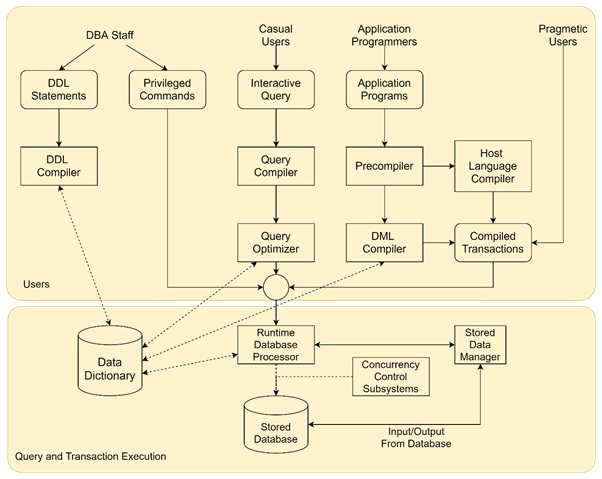 DBA Staff
Casual
Users
Application
Programmers
Pragmetic
Users
DDL
Statements
Privileged
Commands
Interactive
Query
Application
Programs
DDL
Compiler
Query
Compiler
Precompiler
Host
Language
Compiler
Query
Optimizer
DML
Compiler
Compiled
Transactions
Users
Data
Dictionary
Runtime
Database
Processor
Stored
Data
Manager
Concurrency
Control
Subsystems
Stored
Database
Input/Output
From Database
Query and Transaction Execution